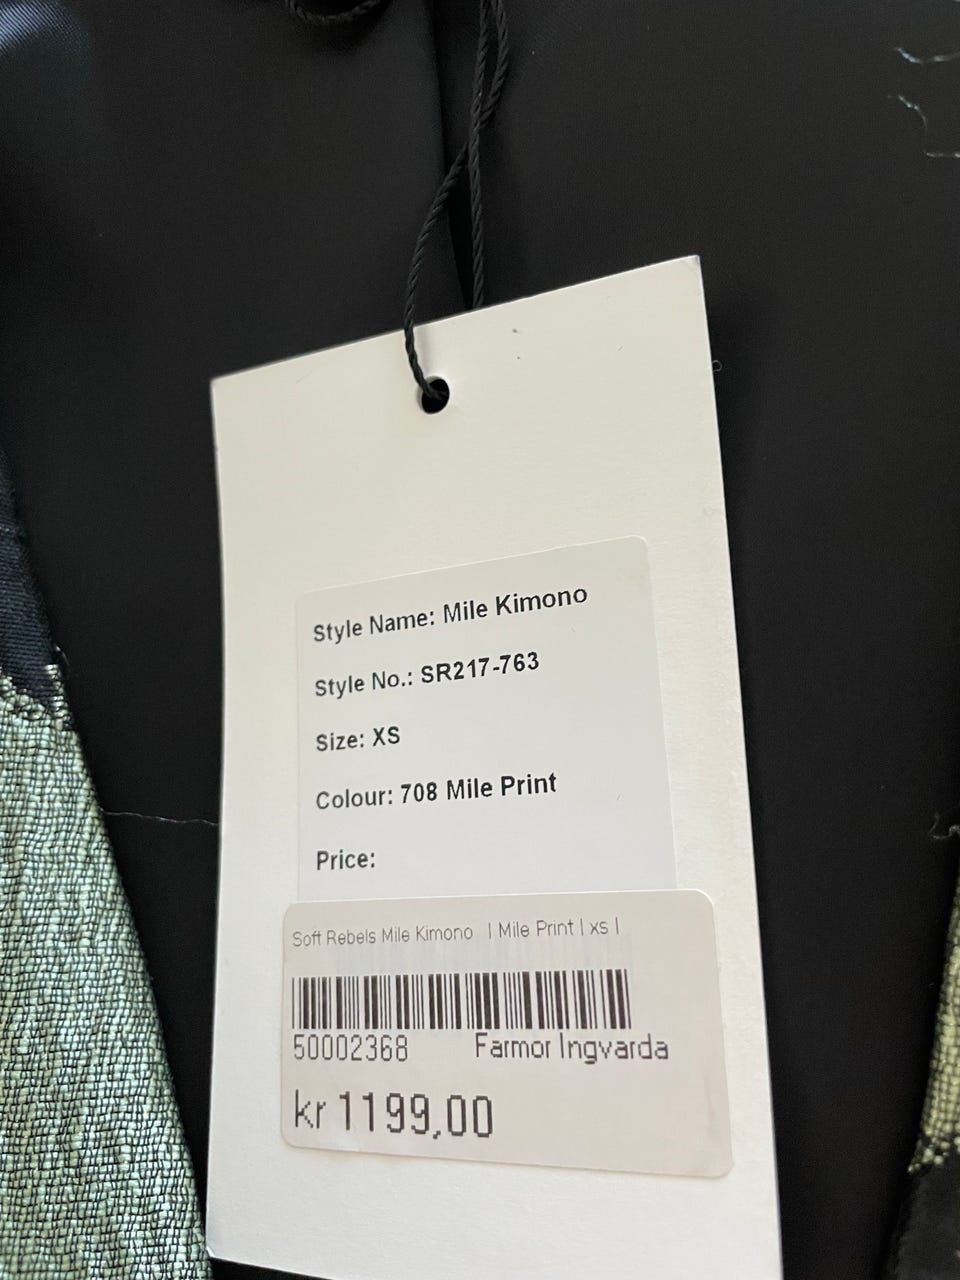 Style Name: Mile Kimono
Style No.: SR217-763
Size: XS
Colour: 708 Mile Print
Price:
Soft Rebels Mile Kimono | Mile Print | xs |
50002368 Farmor Ingvarda
kr 1199,00